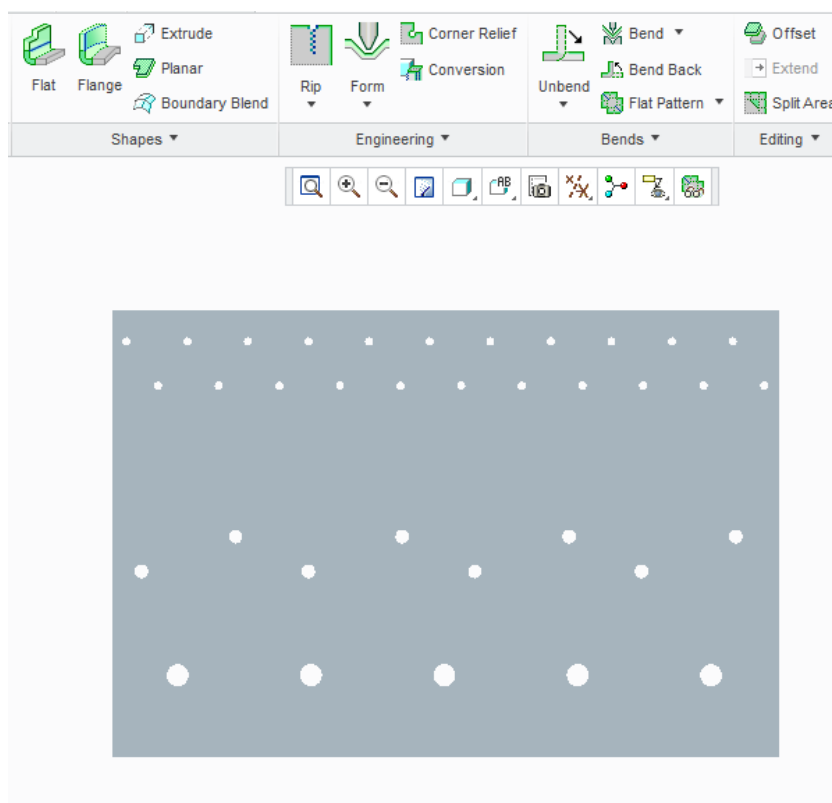 Flat
Flange
Extrude
Planar
Boundary Blend
Shapes
Rip
Form
Corner Relief
Conversion
Engineering
Unbend
Bend
Bend Back
Flat Pattern
Bends
Offset
Extend
Split Area
Editing
AB